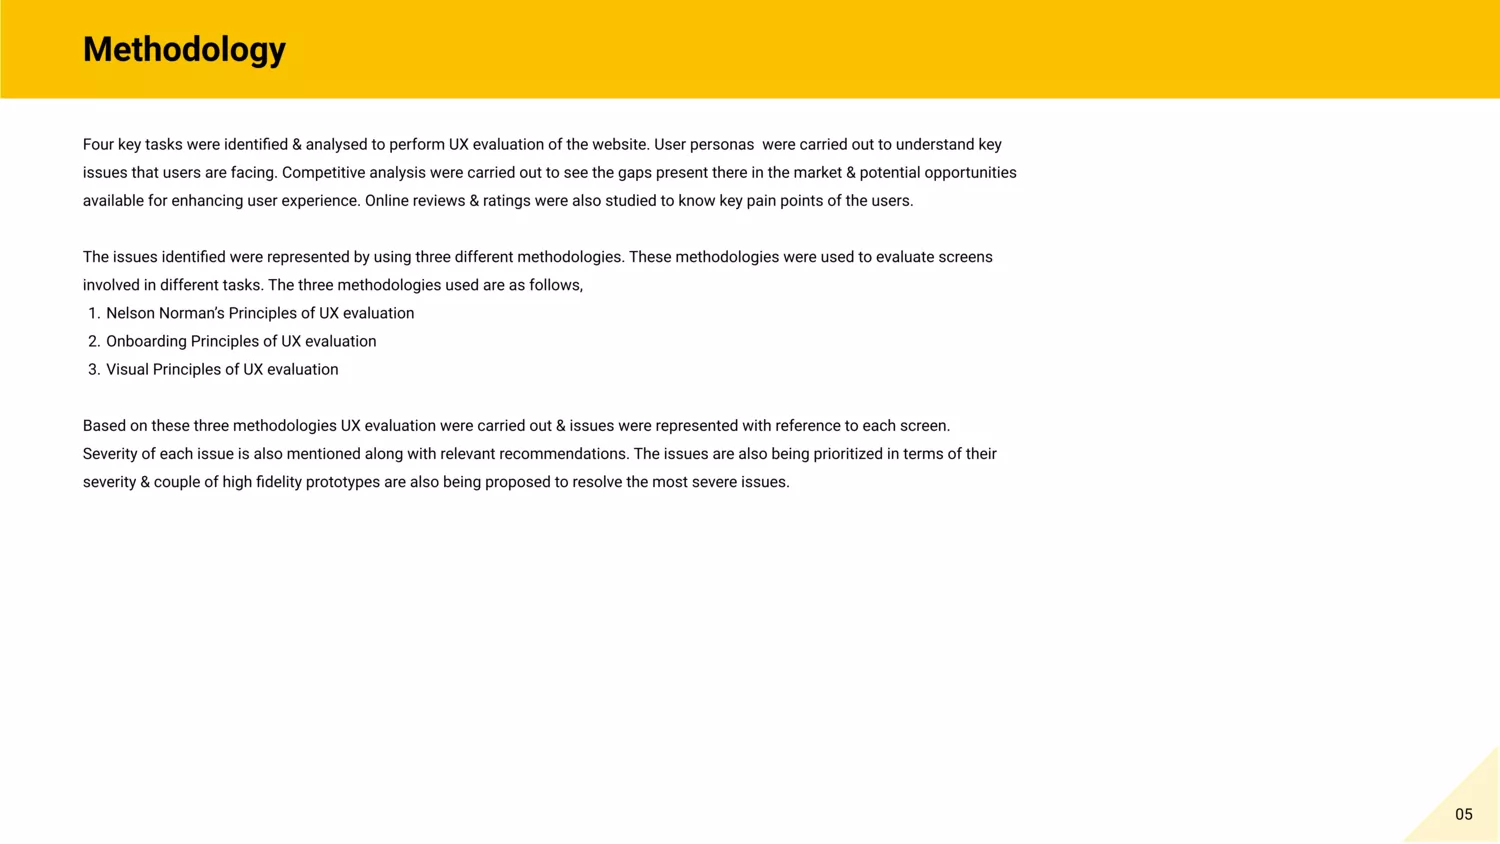 Methodology
Four key tasks were identified & analysed to perform UX evaluation of the website. User personas  were carried out to understand key
issues that users are facing. Competitive analysis were carried out to see the gaps present there in the market & potential opportunities
available for enhancing user experience. Online reviews & ratings were also studied to know key pain points of the users.
The issues identified were represented by using three different methodologies. These methodologies were used to evaluate screens
involved in different tasks. The three methodologies used are as follows,
1. Nelson Norman’s Principles of UX evaluation
2. Onboarding Principles of UX evaluation
3. Visual Principles of UX evaluation
Based on these three methodologies UX evaluation were carried out & issues were represented with reference to each screen.
Severity of each issue is also mentioned along with relevant recommendations. The issues are also being prioritized in terms of their
severity & couple of high fidelity prototypes are also being proposed to resolve the most severe issues.
05